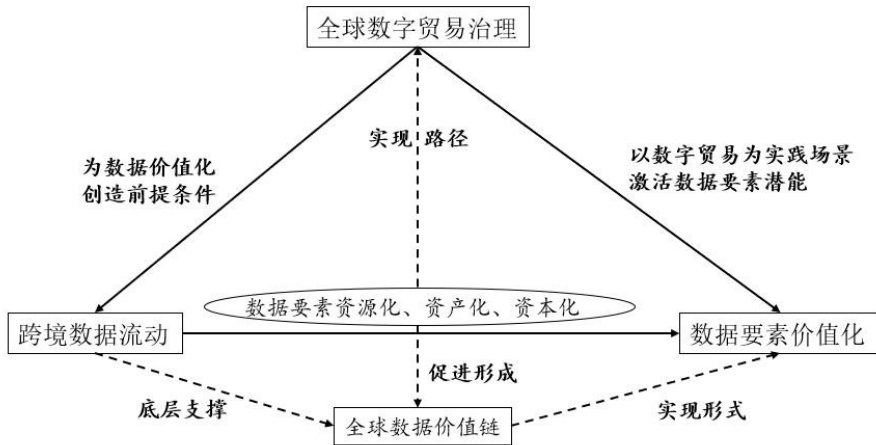 全球数字贸易治理
实现 路径
为数据价值化
创造前提条件
以数字贸易为实践场景
激活数据要素潜能
数据要素资源化、资产化、资本化
跨境数据流动
数据要素价值化
促进形成
底层支撑
全球数据价值链
实现形式